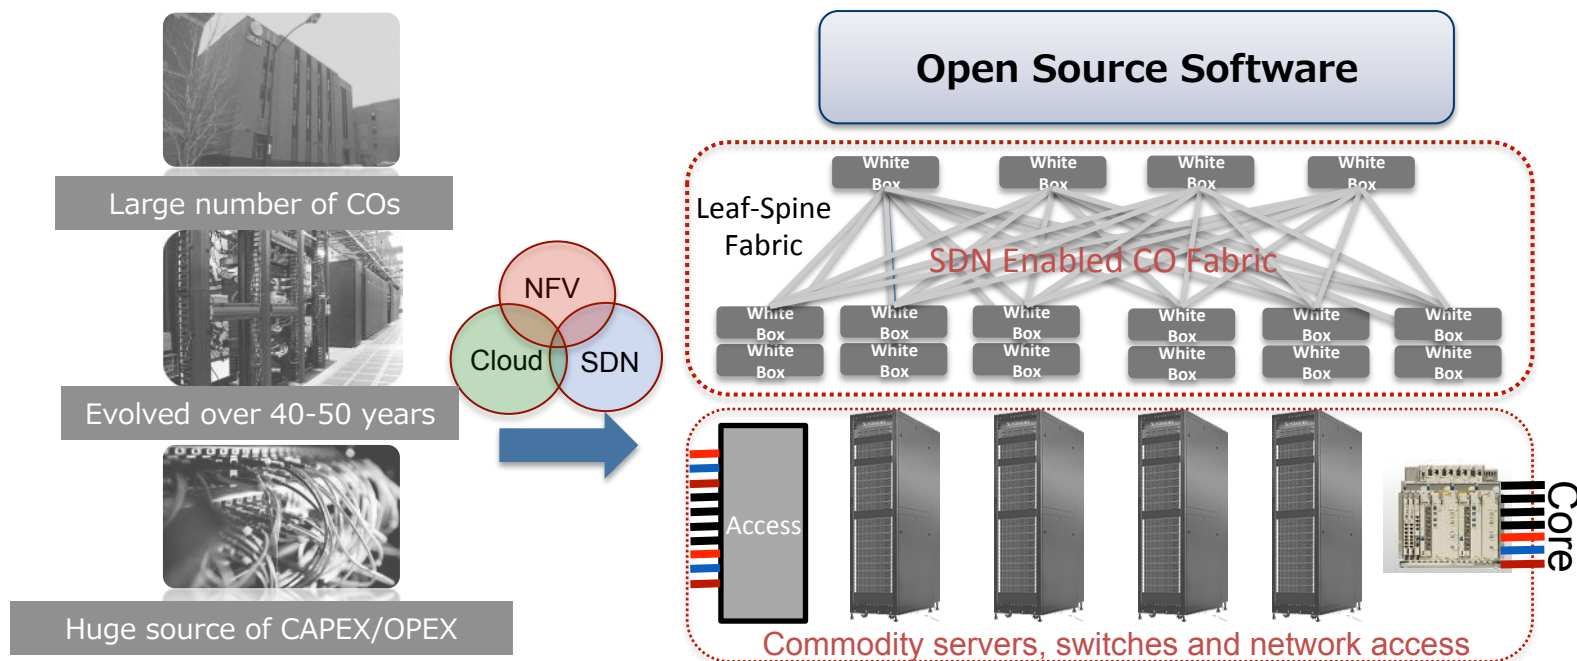 Large number of COs
Evolved over 40-50 years
Huge source of CAPEX/OPEX
NFV
Cloud
SDN
Open Source Software
White
Box
White
Box
White
Box
White
Box
Leaf-Spine
Fabric
SDN Enabled CO Fabric
White
Box
White
Box
White
Box
White
Box
White
Box
White
Box
White
Box
White
Box
White
Box
White
Box
White
Box
White
Box
Access
Core
Commodity servers, switches and network access